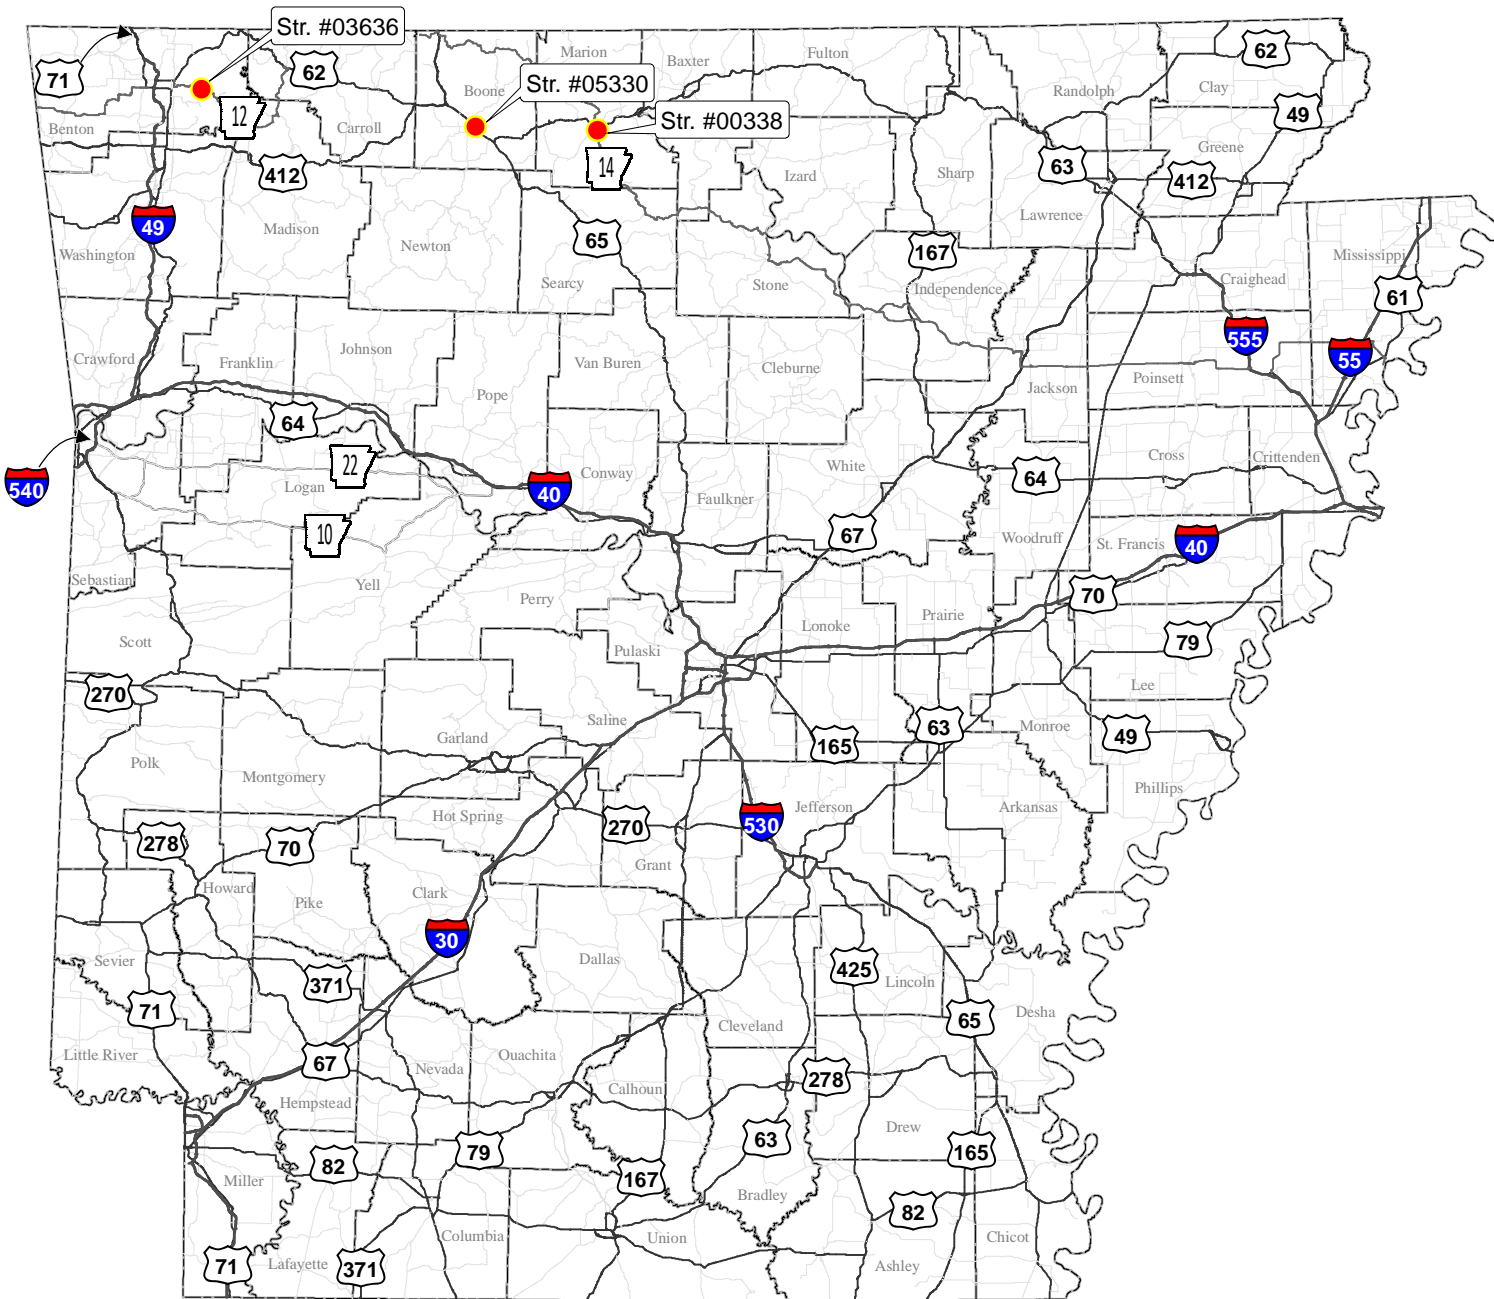 Str. #03636
Marion
Fulton
62
71
62
Baxter
Str. #05330
Boone
Randolph
Clay
49
12
Benton
Carroll
Str. #00338
Greene
14
63
412
412
Izard
Sharp
Lawrence
49
Madison
65
Newton
167
Washington
Mississippi
Searcy
Stone
Independence
Craighead
61
555
55
Crawford
Franklin
Johnson
Van Buren
Cleburne
Poinsett
Jackson
Pope
64
22
White
Cross
Crittenden
540
Logan
40
Conway
64
Faulkner
10
67
Woodruff
St. Francis
40
Sebastian
Yell
Perry
70
Lonoke
Prairie
Scott
Pulaski
79
270
Lee
Saline
63
Monroe
49
Garland
165
Polk
Montgomery
Phillips
Hot Spring
270
530
Jefferson
Arkansas
278
70
Grant
Howard
Pike
Clark
30
Sevier
Dallas
425
Lincoln
371
71
65
Desha
Cleveland
Little River
67
Nevada
Ouachita
Calhoun
278
Hempstead
63
Drew
82
79
165
Miller
167
Bradley
82
Columbia
Union
Chicot
71
Lafayette
371
Ashley